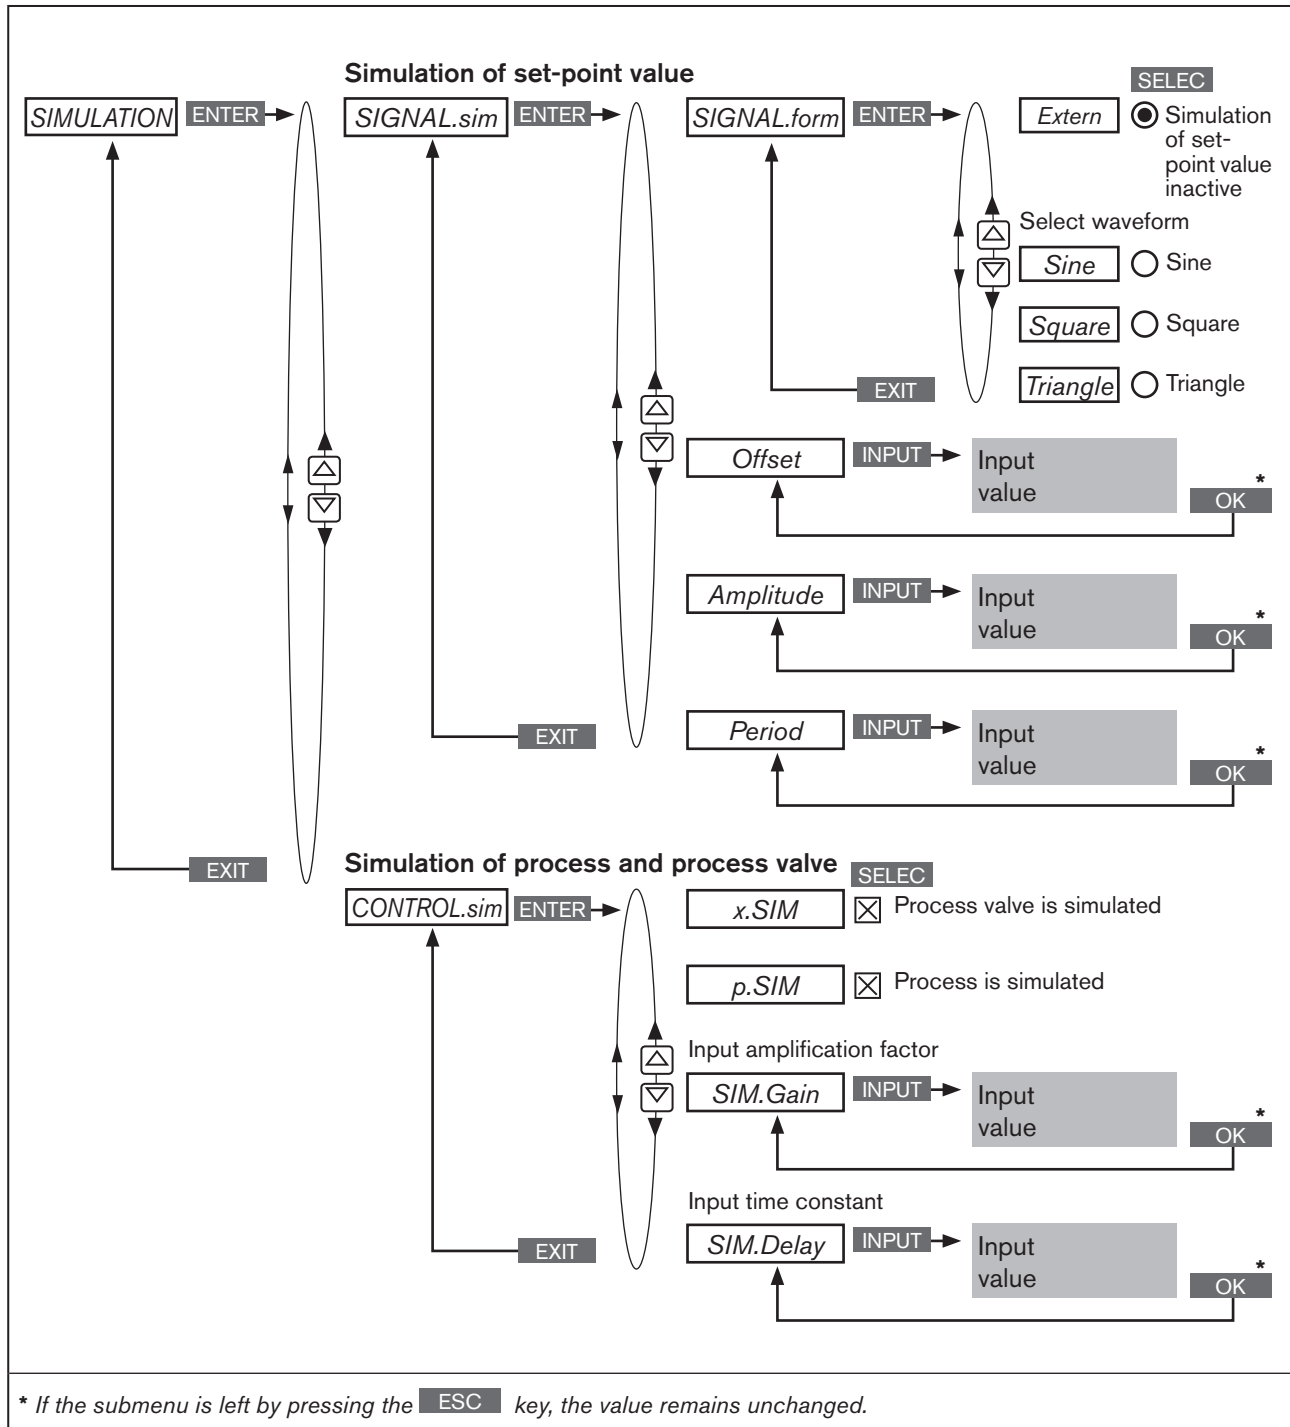 Simulation of set-point value
SELEC
SIMULATION ENTER SIGNAL.sim ENTER SIGNAL.form ENTER Extern Simulation
of set-
point value
inactive
Select waveform
Sine Sine
Square Square
Triangle Triangle
EXIT
Offset INPUT Input
value
*
OK
Amplitude INPUT Input
value
*
OK
Period INPUT Input
value
*
OK
EXIT
EXIT
Simulation of process and process valve
SELEC
CONTROL.sim ENTER x.SIM Process valve is simulated
p.SIM Process is simulated
Input amplification factor
SIM.Gain INPUT Input
value
*
OK
Input time constant
SIM.Delay INPUT Input
value
*
OK
EXIT
* If the submenu is left by pressing the ESC key, the value remains unchanged.